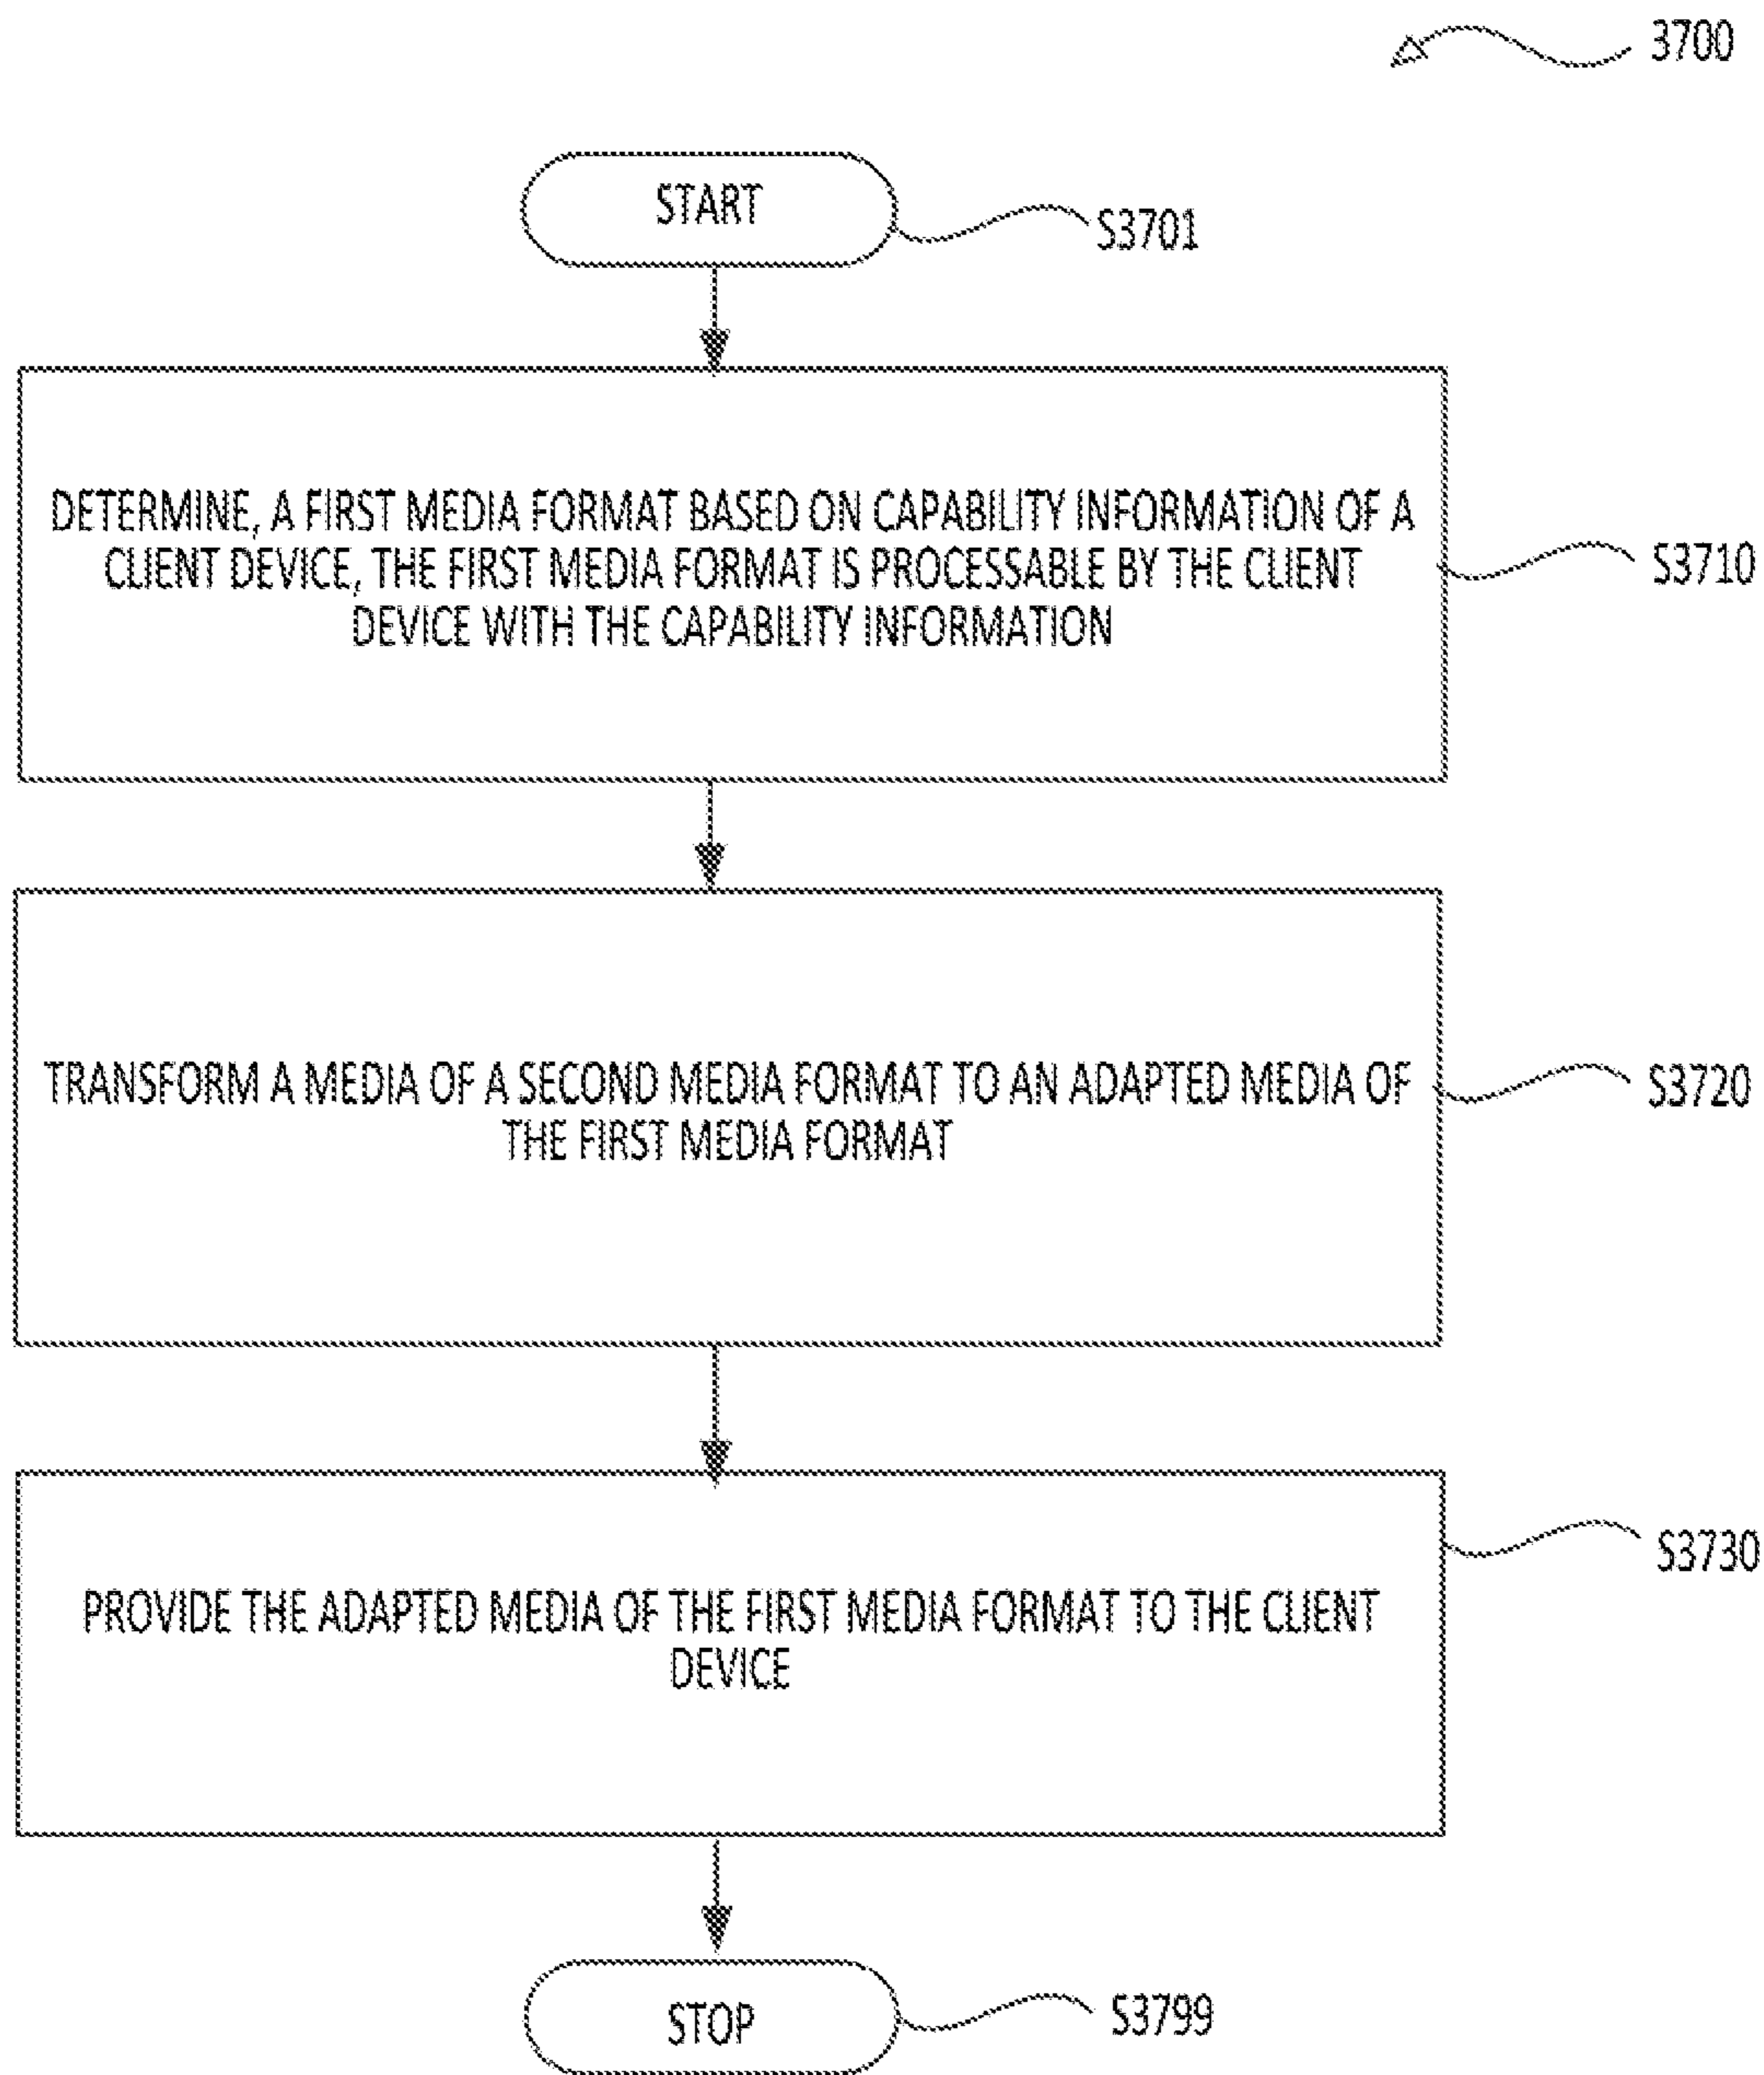 3700
START
S3701
DETERMINE, A FIRST MEDIA FORMAT BASED ON CAPABILITY INFORMATION OF A
CLIENT DEVICE, THE FIRST MEDIA FORMAT IS PROCESSABLE BY THE CLIENT
DEVICE WITH THE CAPABILITY INFORMATION
S3710
TRANSFORM A MEDIA OF A SECOND MEDIA FORMAT TO AN ADAPTED MEDIA OF
THE FIRST MEDIA FORMAT
S3720
PROVIDE THE ADAPTED MEDIA OF THE FIRST MEDIA FORMAT TO THE CLIENT
DEVICE
S3730
STOP
S3799